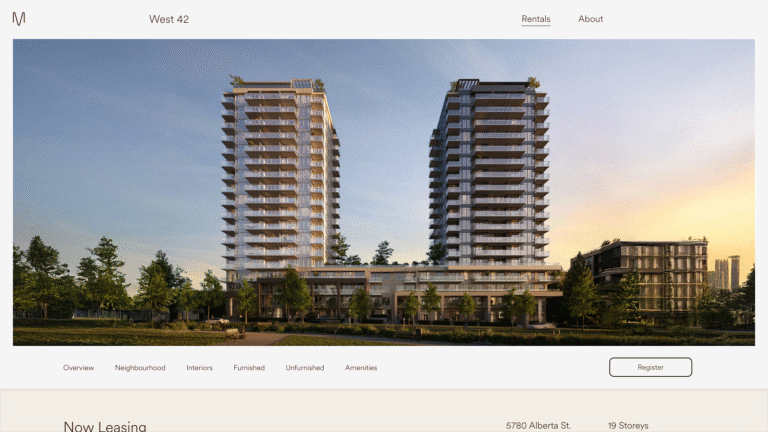 West 42
Rentals
About
Overview
Neighbourhood
Interiors
Furnished
Unfurnished
Amenities
Register
Now Leasing
5780 Alberta St.
19 Storeys